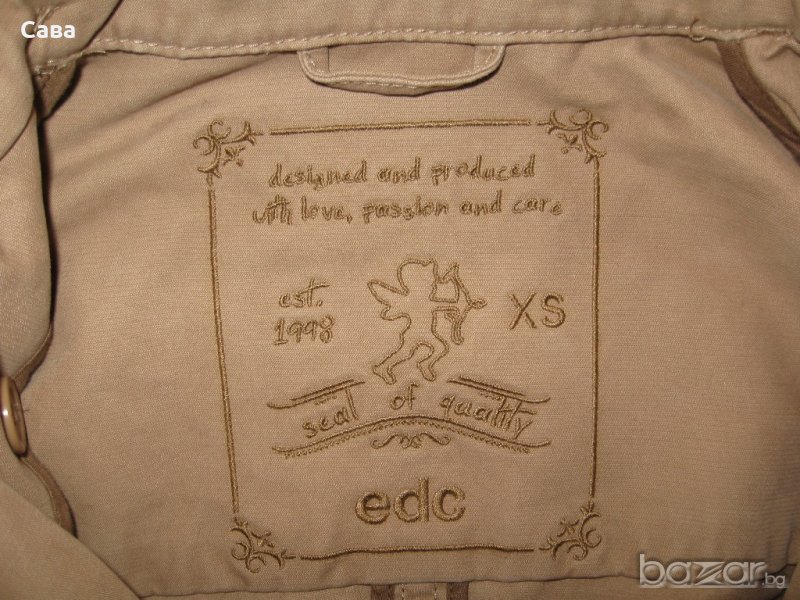 Сава
designed and produced
with love, passion and care
est.
1998
XS
seal of quality
edc
bazar.bg